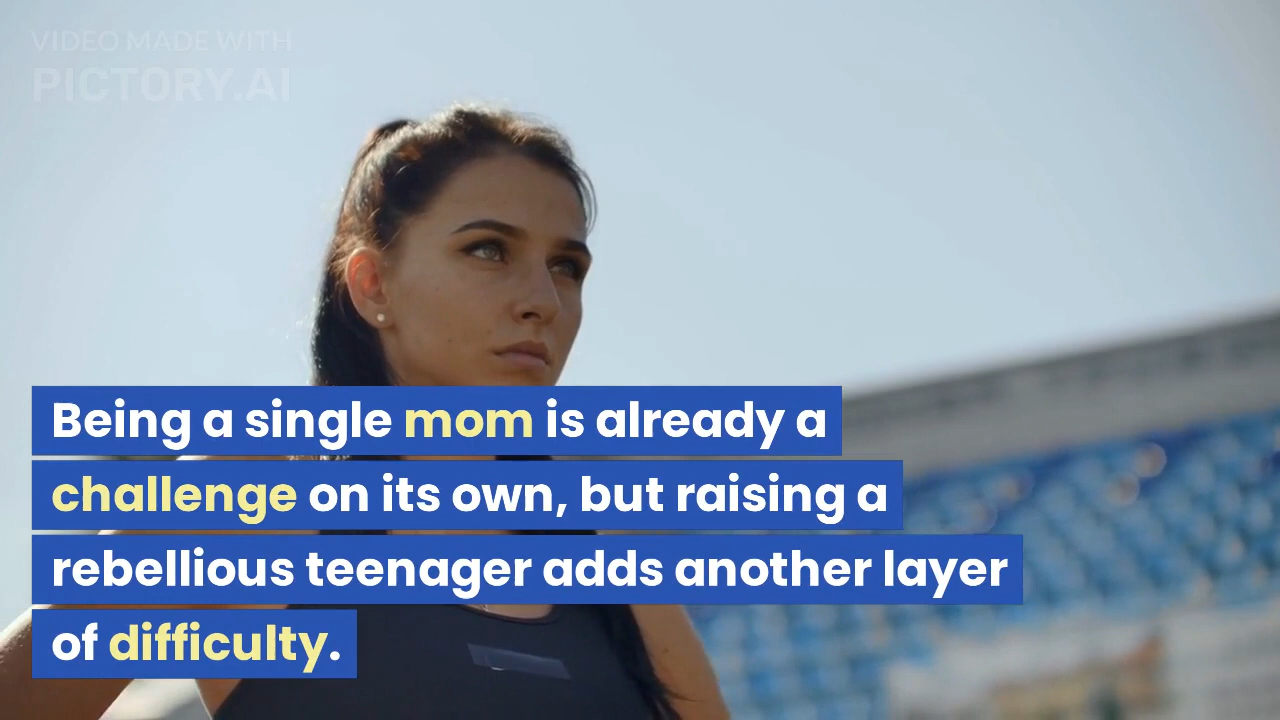 VIDEO MADE WITH
PICTORY.AI
Being a single mom is already a
challenge on its own, but raising a
rebellious teenager adds another layer
of difficulty.